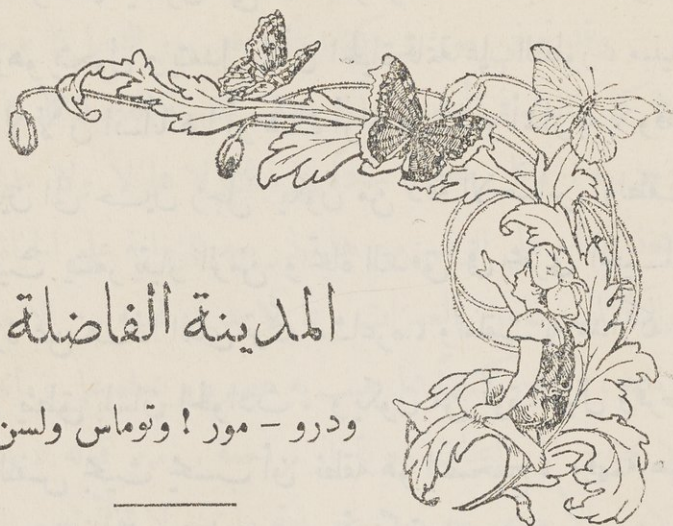 المدينة الفاضلة
ودرو - مور ! وتوماس ولسن